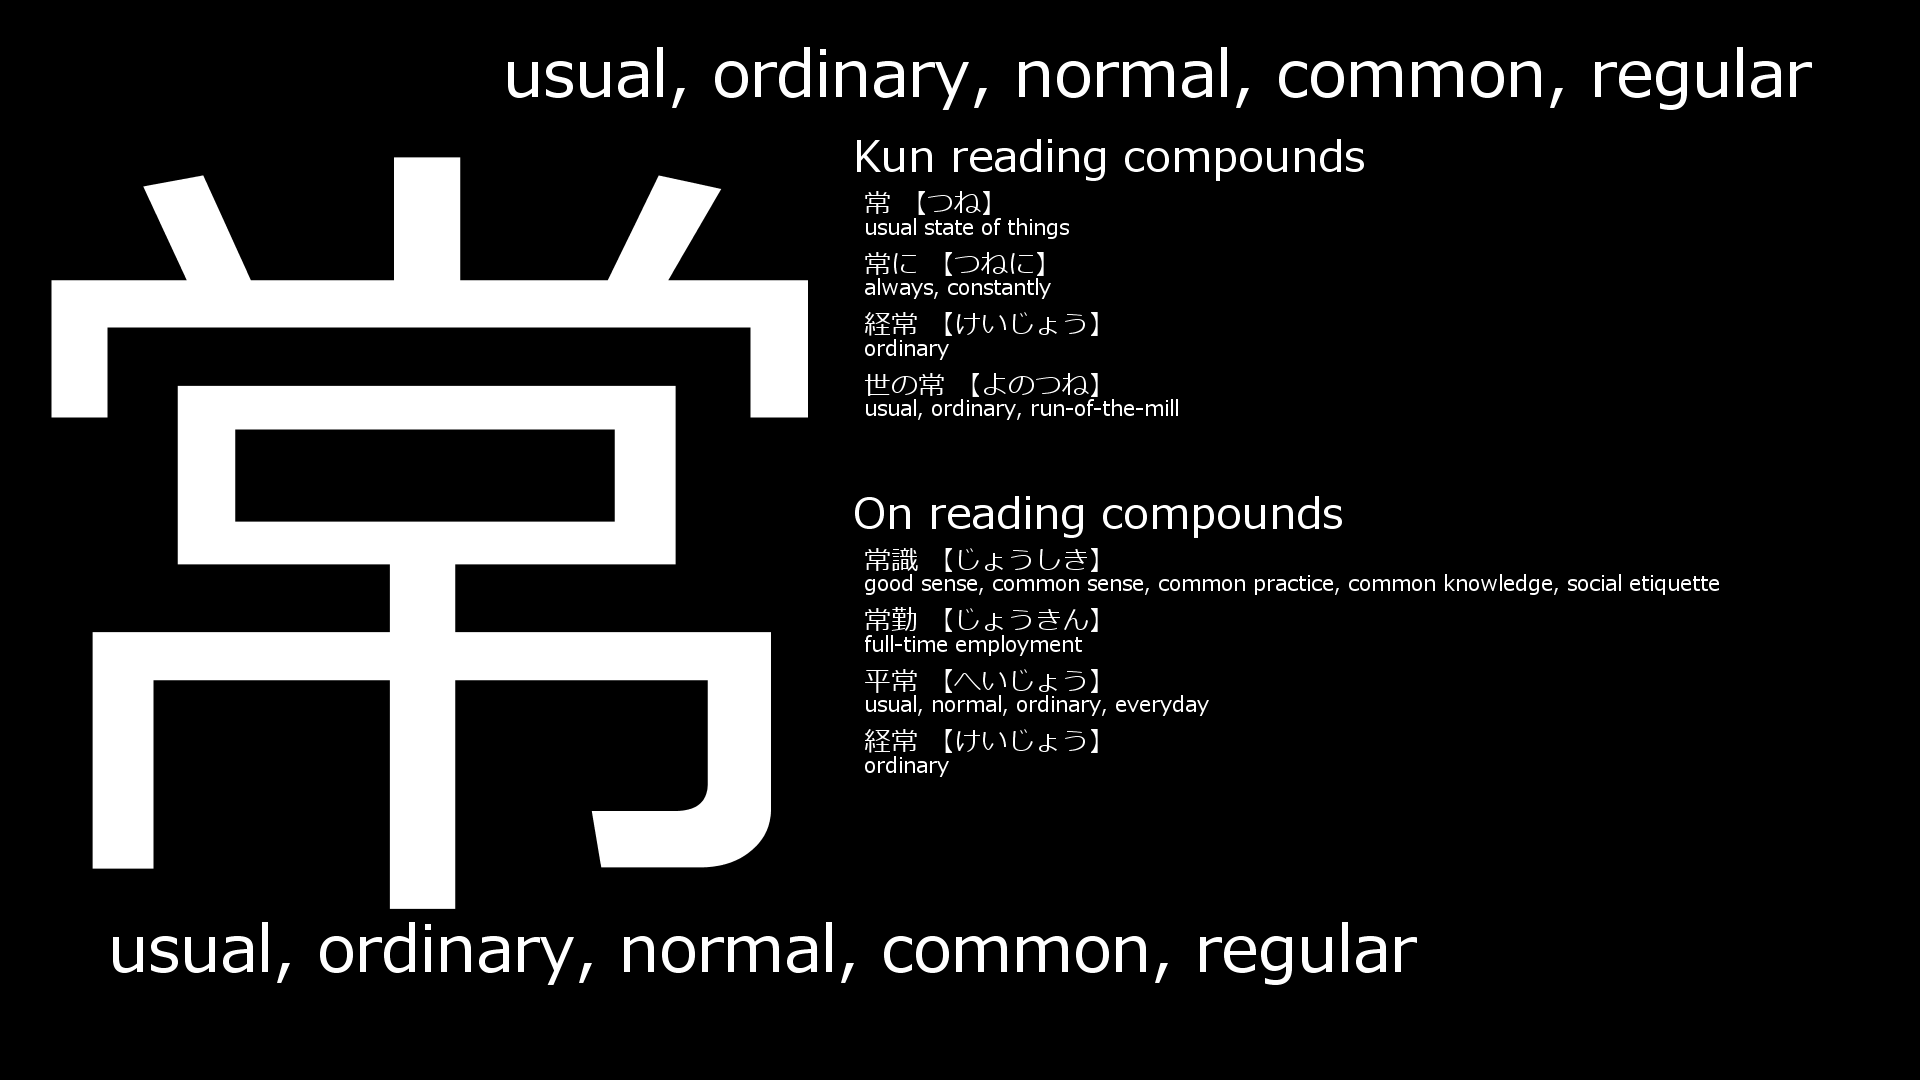 usual, ordinary, normal, common, regular
常
Kun reading compounds
常 【つね】
usual state of things
常に 【つねに】
always, constantly
経常 【けいじょう】
ordinary
世の常 【よのつね】
usual, ordinary, run-of-the-mill
On reading compounds
常識 【じょうしき】
good sense, common sense, common practice, common knowledge, social etiquette
常勤 【じょうきん】
full-time employment
平常 【へいじょう】
usual, normal, ordinary, everyday
経常 【けいじょう】
ordinary
usual, ordinary, normal, common, regular